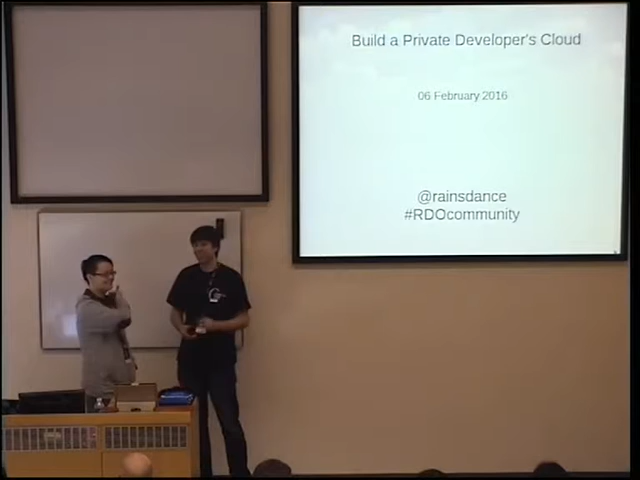 Build a Private Developer's Cloud
06 February 2016
@rainsdance
#RDOcommunity